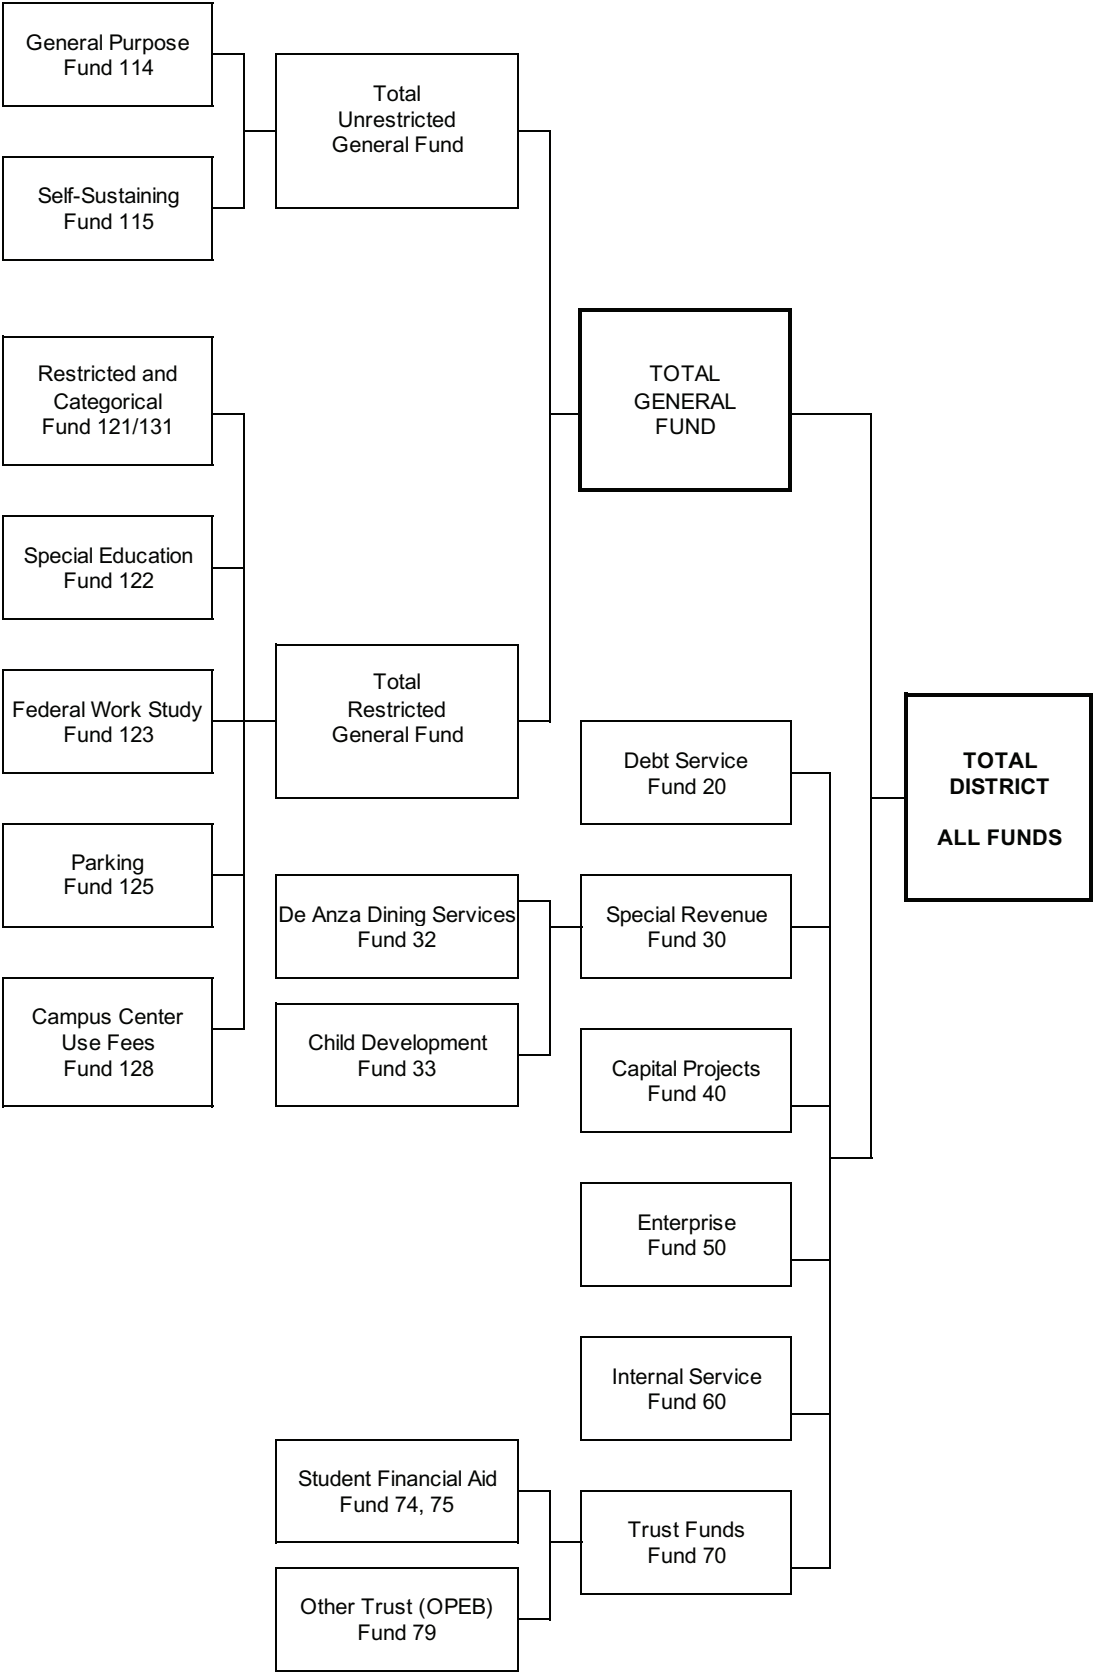 General Purpose
Fund 114
Self-Sustaining
Fund 115
Restricted and
Categorical
Fund 121/131
Special Education
Fund 122
Federal Work Study
Fund 123
Parking
Fund 125
Campus Center
Use Fees
Fund 128
Total
Unrestricted
General Fund
Total
Restricted
General Fund
De Anza Dining Services
Fund 32
Child Development
Fund 33
Student Financial Aid
Fund 74, 75
Other Trust (OPEB)
Fund 79
TOTAL
GENERAL
FUND
Debt Service
Fund 20
Special Revenue
Fund 30
Capital Projects
Fund 40
Enterprise
Fund 50
Internal Service
Fund 60
Trust Funds
Fund 70
TOTAL
DISTRICT
ALL FUNDS